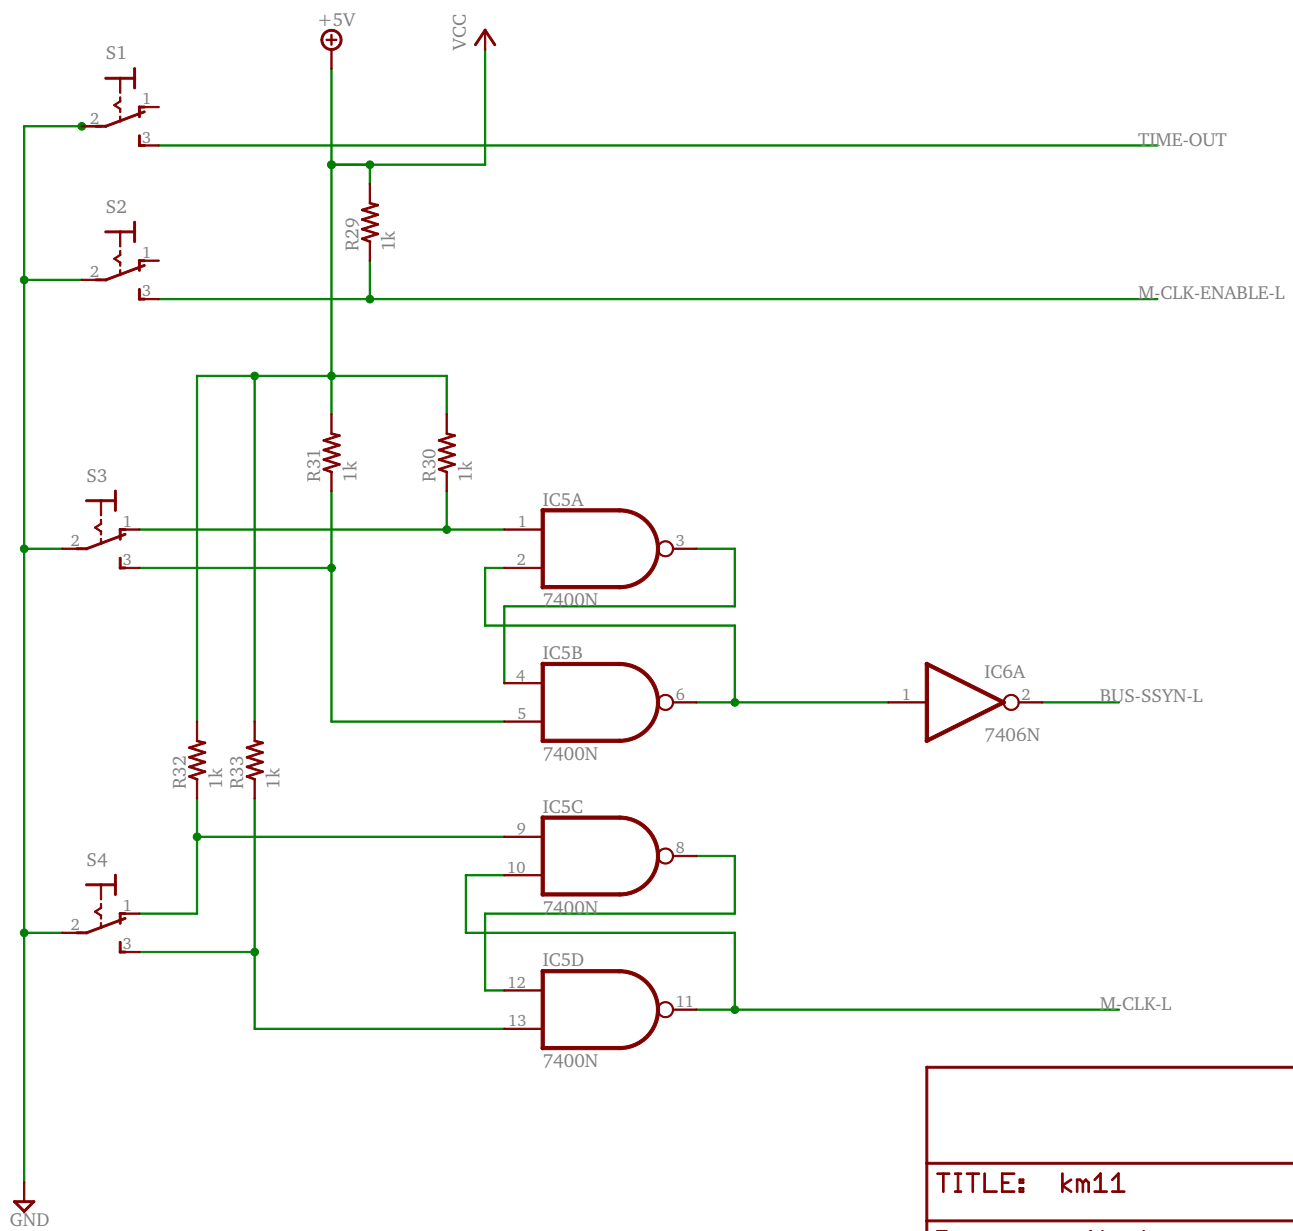 +5V
VCC
S1
1
2
3
TIME-OUT
S2
1
2
3
R29
1k
M-CLK-ENABLE-L
R31
1k
R30
1k
S3
1
2
3
IC5A
1
2
3
7400N
IC5B
4
5
6
7400N
IC6A
1
2
BUS-SSYN-L
7406N
R32
1k
R33
1k
IC5C
9
10
8
7400N
S4
1
2
3
IC5D
12
13
11
7400N
M-CLK-L
TITLE: km11
GND